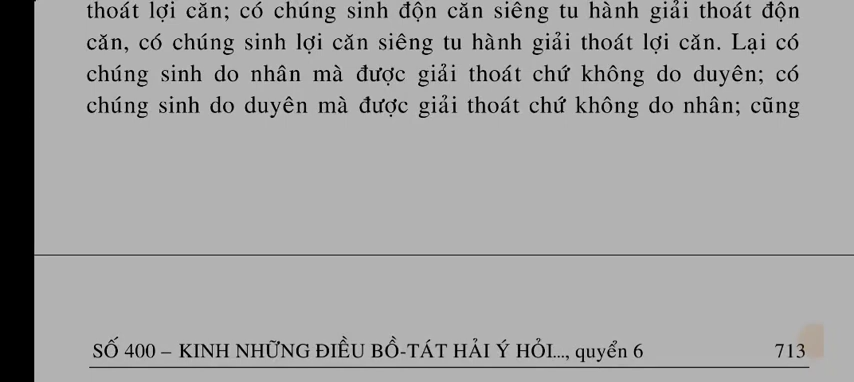 thoát lợi căn; có chúng sinh độn căn siêng tu hành giải thoát độn
căn, có chúng sinh lợi căn siêng tu hành giải thoát lợi căn. Lại có
chúng sinh do nhân mà được giải thoát chứ không do duyên; có
chúng sinh do duyên mà được giải thoát chứ không do nhân; cũng
SỐ 400 – KINH NHỮNG ĐIỀU BỒ-TÁT HẢI Ý HỎI..., quyển 6 713